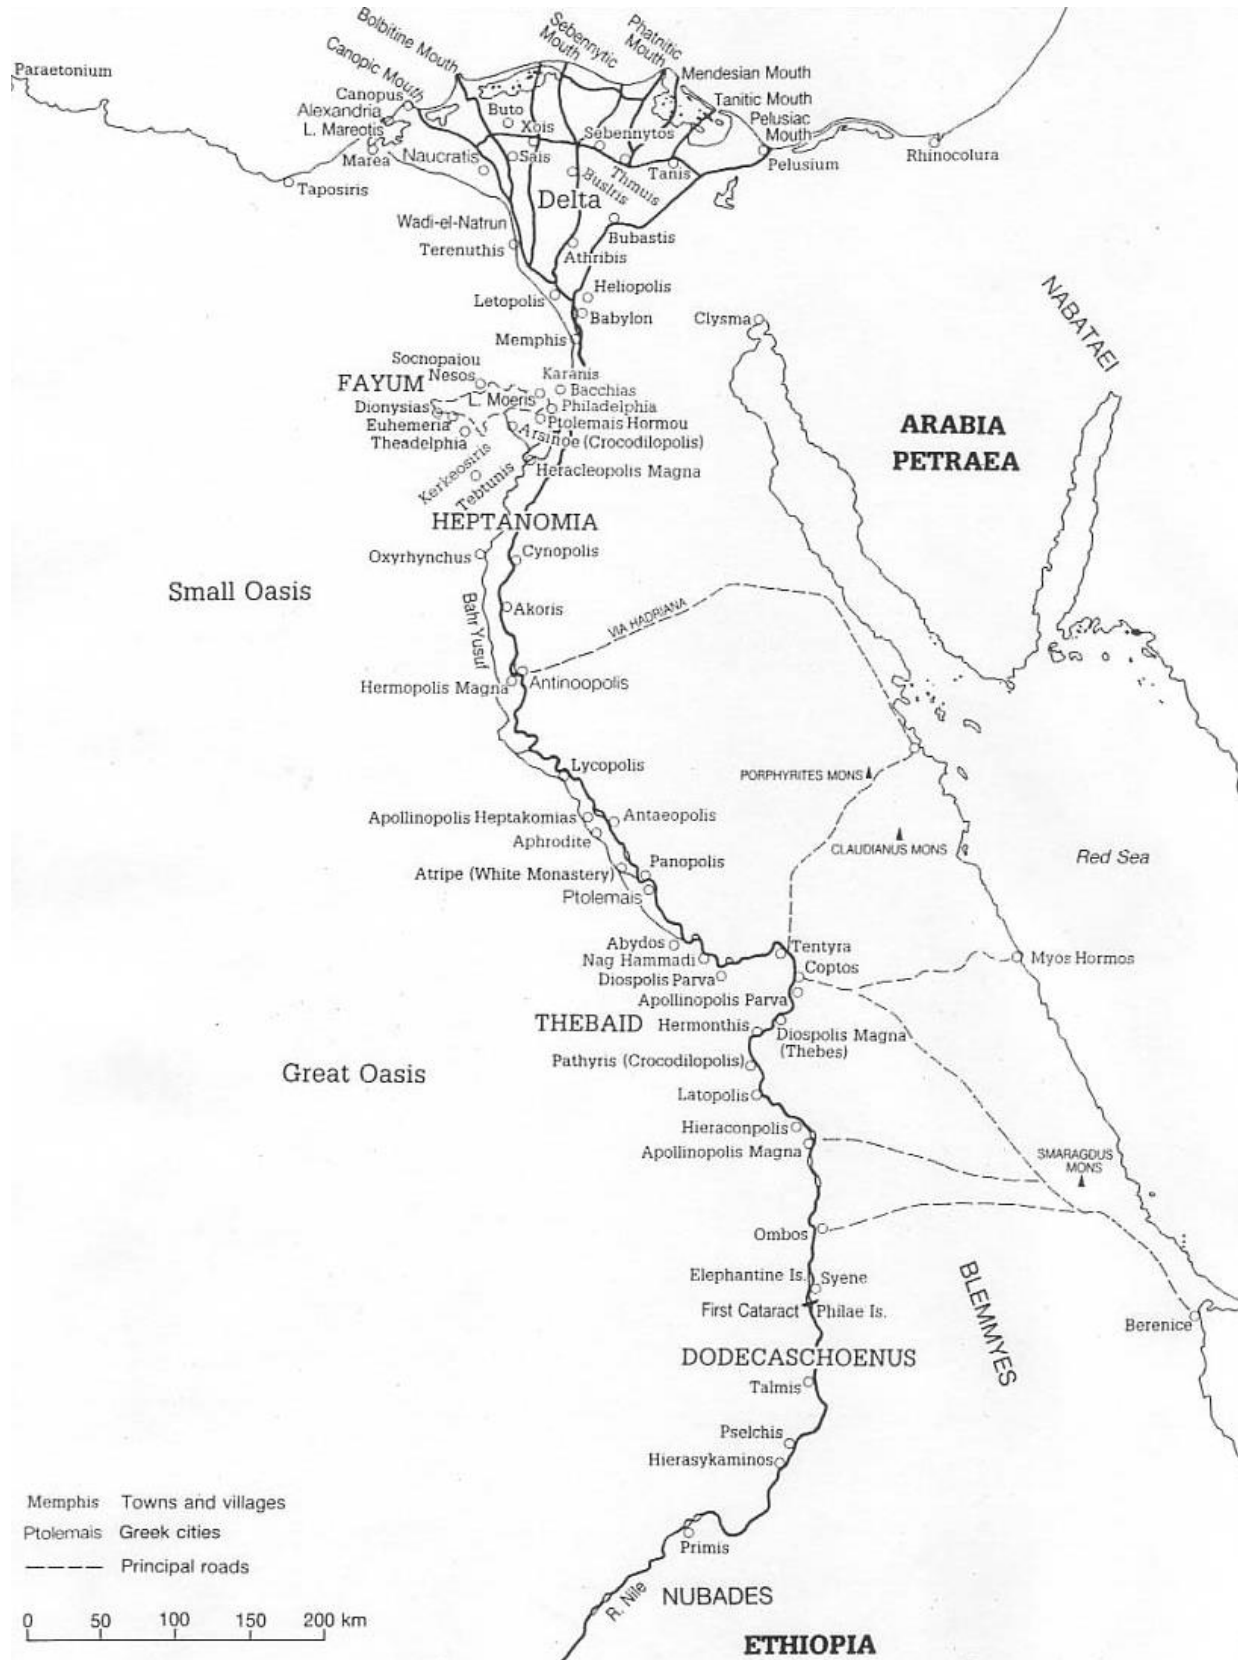 Paraetonium
Bolbitine Mouth
Canopic Mouth
Sebennytic
Mouth
Phatnitic
Mouth
Mendesian Mouth
Tanitic Mouth
Pelusiac
Mouth
Canopus
Alexandria
L. Mareotis
Marea
Taposiris
Buto
Xois
Sais
Naucratis
Sebennytos
Busiris
Thmuis
Tanis
Pelusium
Rhinocolura
Delta
Wadi-el-Natrun
Terenuthis
Bubastis
Athribis
Letopolis
Heliopolis
Babylon
Memphis
Clysma
NABATAEI
Socnopaiou
Nesos
FAYUM
Karanis
Bacchias
L. Moeris
Philadelphia
Dionysias
Ptolemais Hormou
Euhemeria
Theadelphia
Arsinoe (Crocodilopolis)
Kerkeosiris
Tebtunis
Heracleopolis Magna
ARABIA
PETRAEA
HEPTANOMIA
Oxyrhynchus
Cynopolis
Small Oasis
Bahr Yusuf
Akoris
VIA HADRIANA
Hermopolis Magna
Antinoopolis
Lycopolis
PORPHYRITES MONS
Apollinopolis Heptakomias
Antaeopolis
Aphrodite
CLAUDIANUS MONS
Red Sea
Atripe (White Monastery)
Panopolis
Ptolemais
Abydos
Nag Hammadi
Diospolis Parva
Tentyra
Coptos
Myos Hormos
Apollinopolis Parva
THEBAID
Hermonthis
Diospolis Magna
(Thebes)
Pathyris (Crocodilopolis)
Great Oasis
Latopolis
Hieraconpolis
Apollinopolis Magna
SMARAGDUS
MONS
Ombos
Elephantine Is.
Syene
First Cataract
Philae Is.
BLEMMYES
Berenice
DODECASCHOENUS
Talmis
Pselchis
Hierasykaminos
Primis
R. Nile
NUBADES
ETHIOPIA
Memphis Towns and villages
Ptolemais Greek cities
Principal roads
0 50 100 150 200 km